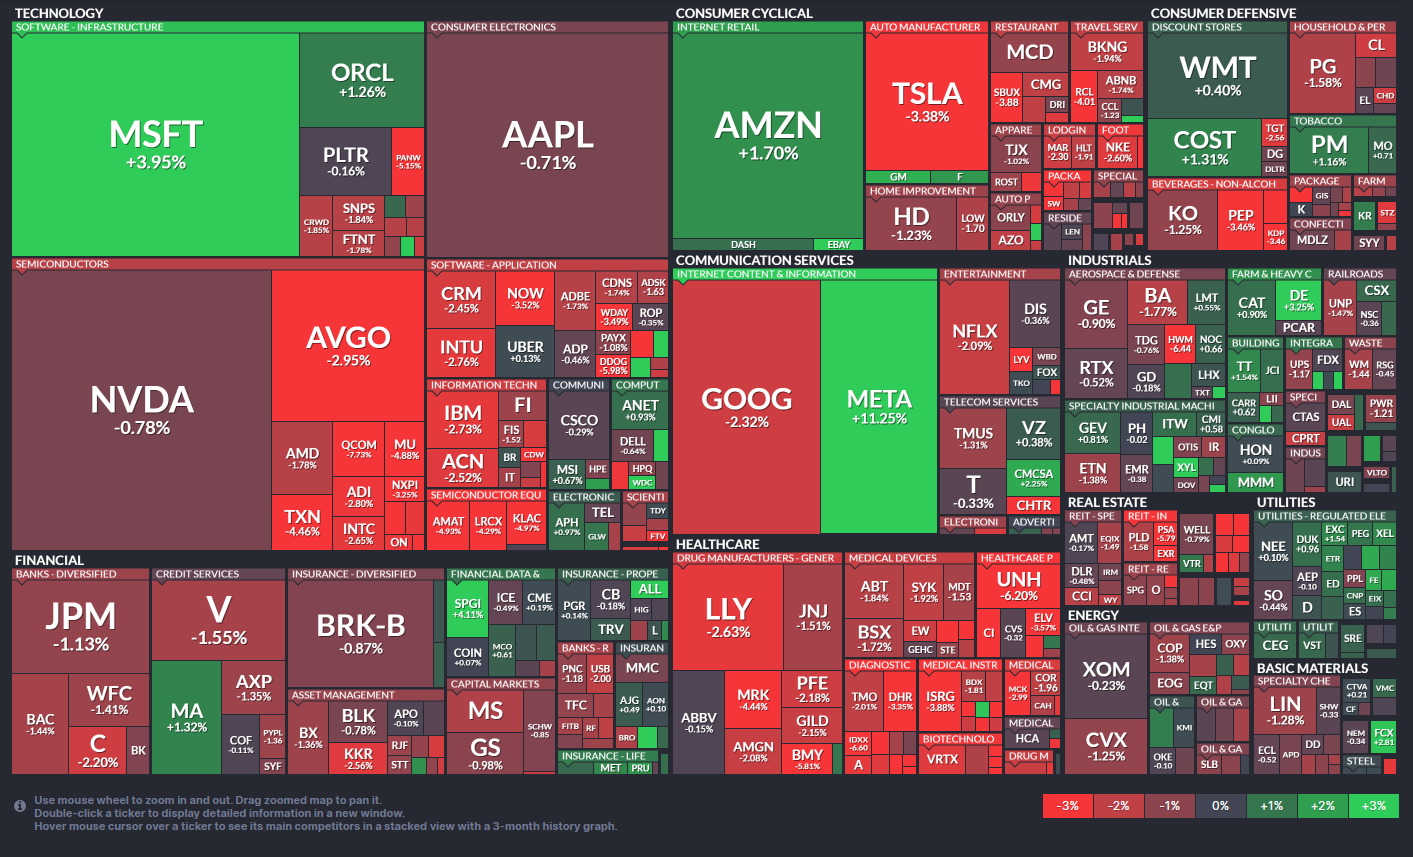 TECHNOLOGY
SOFTWARE - INFRASTRUCTURE
MSFT
+3.95%
ORCL
+1.26%
PLTR
-0.16%
PANW
-5.15%
CRWD
-1.85%
SNPS
-1.84%
FTNT
-1.78%
CONSUMER ELECTRONICS
AAPL
-0.71%
SEMICONDUCTORS
NVDA
-0.78%
AVGO
-2.95%
AMD
-1.78%
QCOM
-7.73%
MU
-4.88%
TXN
-4.46%
ADI
-2.80%
NXPI
-3.25%
INTC
-2.65%
ON
SOFTWARE - APPLICATION
CRM
-2.45%
NOW
-3.52%
ADBE
-1.73%
CDNS
-1.74%
ADSK
-1.63
WDAY
-3.49%
ROP
-0.35%
INTU
-2.76%
UBER
+0.13%
ADP
-0.46%
PAYX
-1.08%
DDOG
-5.98%
INFORMATION TECHN
IBM
-2.73%
FI
FIS
-1.52
ACN
-2.52%
BR
CDW
IT
COMMUNI
CSCO
-0.29%
MSI
+0.67%
HPE
COMPUT
ANET
+0.93%
DELL
-0.64%
HPQ
WDC
SEMICONDUCTOR EQU
AMAT
-4.93%
LRCX
-4.29%
KLAC
-4.97%
ELECTRONIC
APH
+0.97%
TEL
GLW
SCIENTI
TDY
FTV
CONSUMER CYCLICAL
INTERNET RETAIL
AMZN
+1.70%
DASH
EBAY
AUTO MANUFACTURER
TSLA
-3.38%
GM
F
HOME IMPROVEMENT
HD
-1.23%
LOW
-1.70
RESTAURANT
MCD
SBUX
-3.88
CMG
DRI
TRAVEL SERV
BKNG
-1.94%
RCL
-4.01
ABNB
-1.74%
CCL
-1.23
APPARE
TJX
-1.02%
ROST
LODGIN
MAR
-2.30
HLT
-1.91
FOOT
NKE
-2.60%
PACKA
SW
SPECIAL
AUTO P
ORLY
AZO
RESIDE
LEN
CONSUMER DEFENSIVE
DISCOUNT STORES
WMT
+0.40%
COST
+1.31%
TGT
-2.56
DG
DLTR
HOUSEHOLD & PER
PG
-1.58%
CL
EL
CHD
TOBACCO
PM
+1.16%
MO
+0.71
BEVERAGES - NON-ALCOH
KO
-1.25%
PEP
-3.46%
KDP
-3.46
PACKAGE
GIS
K
FARM
KR
STZ
CONFECTI
MDLZ
SYY
COMMUNICATION SERVICES
INTERNET CONTENT & INFORMATION
GOOG
-2.32%
META
+11.25%
ENTERTAINMENT
NFLX
-2.09%
DIS
-0.36%
LYV
WBD
FOX
TKO
TELECOM SERVICES
TMUS
-1.31%
VZ
+0.38%
T
-0.33%
CMCSA
+2.25%
CHTR
ELECTRONI
ADVERTI
INDUSTRIALS
AEROSPACE & DEFENSE
GE
-0.90%
BA
-1.77%
LMT
+0.55%
RTX
-0.52%
TDG
-0.76%
HWM
-6.44
NOC
+0.66
GD
-0.18%
LHX
TXT
FARM & HEAVY C
CAT
+0.90%
DE
+3.25%
PCAR
RAILROADS
UNP
-1.47%
CSX
NSC
-0.36
BUILDING
TT
+1.54%
JCI
CARR
+0.62
LII
INTEGRA
UPS
-1.17
FDX
WASTE
WM
-1.44
RSG
-0.45
SPECIALTY INDUSTRIAL MACHI
GEV
+0.81%
PH
-0.02
ITW
CMI
+0.58
ETN
-1.38%
EMR
-0.38
OTIS
IR
XYL
DOV
SPECI
CTAS
CPRT
DAL
UAL
PWR
-1.21
CONGLO
HON
+0.09%
MMM
INDUS
URI
VLTO
REAL ESTATE
REIT - SPE
AMT
-0.17%
EQIX
-1.49
DLR
-0.48%
IRM
CCI
WY
REIT - IN
PLD
-1.58
PSA
-5.79
EXR
WELL
-0.79%
VTR
REIT - RE
SPG
O
UTILITIES
UTILITIES - REGULATED ELE
NEE
+0.10%
DUK
+0.96
EXC
+1.54
PEG
XEL
SO
-0.44%
AEP
-0.10
ED
PPL
FE
D
CNP
EIX
ES
UTILITI
CEG
UTILIT
VST
SRE
FINANCIAL
BANKS - DIVERSIFIED
JPM
-1.13%
BAC
-1.44%
WFC
-1.41%
C
-2.20%
BK
CREDIT SERVICES
V
-1.55%
MA
+1.32%
AXP
-1.35%
COF
-0.11%
PYPL
-1.36
SYF
INSURANCE - DIVERSIFIED
BRK-B
-0.87%
ASSET MANAGEMENT
BX
-1.36%
BLK
-0.78%
APO
-0.10%
KKR
-2.56%
RJF
STT
FINANCIAL DATA &
SPGI
+4.11%
ICE
-0.49%
CME
+0.19%
COIN
+0.07%
MCO
+0.61
CAPITAL MARKETS
MS
GS
-0.98%
SCHW
-0.85
INSURANCE - PROPE
PGR
+0.14%
CB
-0.18%
ALL
HIG
TRV
L
BANKS - R
PNC
-1.18
USB
-2.00
TFC
FITB
RF
INSURAN
MMC
AJG
+0.49
AON
+0.10
BRO
INSURANCE - LIFE
MET
PRU
HEALTHCARE
DRUG MANUFACTURERS - GENER
LLY
-2.63%
JNJ
-1.51%
ABBV
-0.15%
MRK
-4.44%
PFE
-2.18%
AMGN
-2.08%
GILD
-2.15%
BMY
-5.81%
MEDICAL DEVICES
ABT
-1.84%
SYK
-1.92%
MDT
-1.53
BSX
-1.72%
EW
GEHC
STE
HEALTHCARE P
UNH
-6.20%
CI
CVS
-0.32
ELV
-3.57%
DIAGNOSTIC
TMO
-2.01%
DHR
-3.35%
IDXX
-6.60
A
MEDICAL INSTR
ISRG
-3.88%
BDX
-1.81
MEDICAL
MCK
-2.99
COR
-1.96
CAH
BIOTECHNOLO
VRTX
MEDICAL
HCA
DRUG M
ENERGY
OIL & GAS INTE
XOM
-0.23%
CVX
-1.25%
OIL & GAS E&P
COP
-1.38%
HES
OXY
EOG
EQT
OIL &
KMI
OKE
-0.10
OIL & GA
OIL & GA
SLB
BASIC MATERIALS
SPECIALTY CHE
LIN
-1.28%
SHW
-0.33
ECL
-0.52
APD
DD
CTVA
+0.21
CF
VMC
NEM
-0.34
FCX
+2.81
STEEL
Use mouse wheel to zoom in and out. Drag zoomed map to pan it.
Double-click a ticker to display detailed information in a new window.
Hover mouse cursor over a ticker to see its main competitors in a stacked view with a 3-month history graph.
-3% -2% -1% 0% +1% +2% +3%